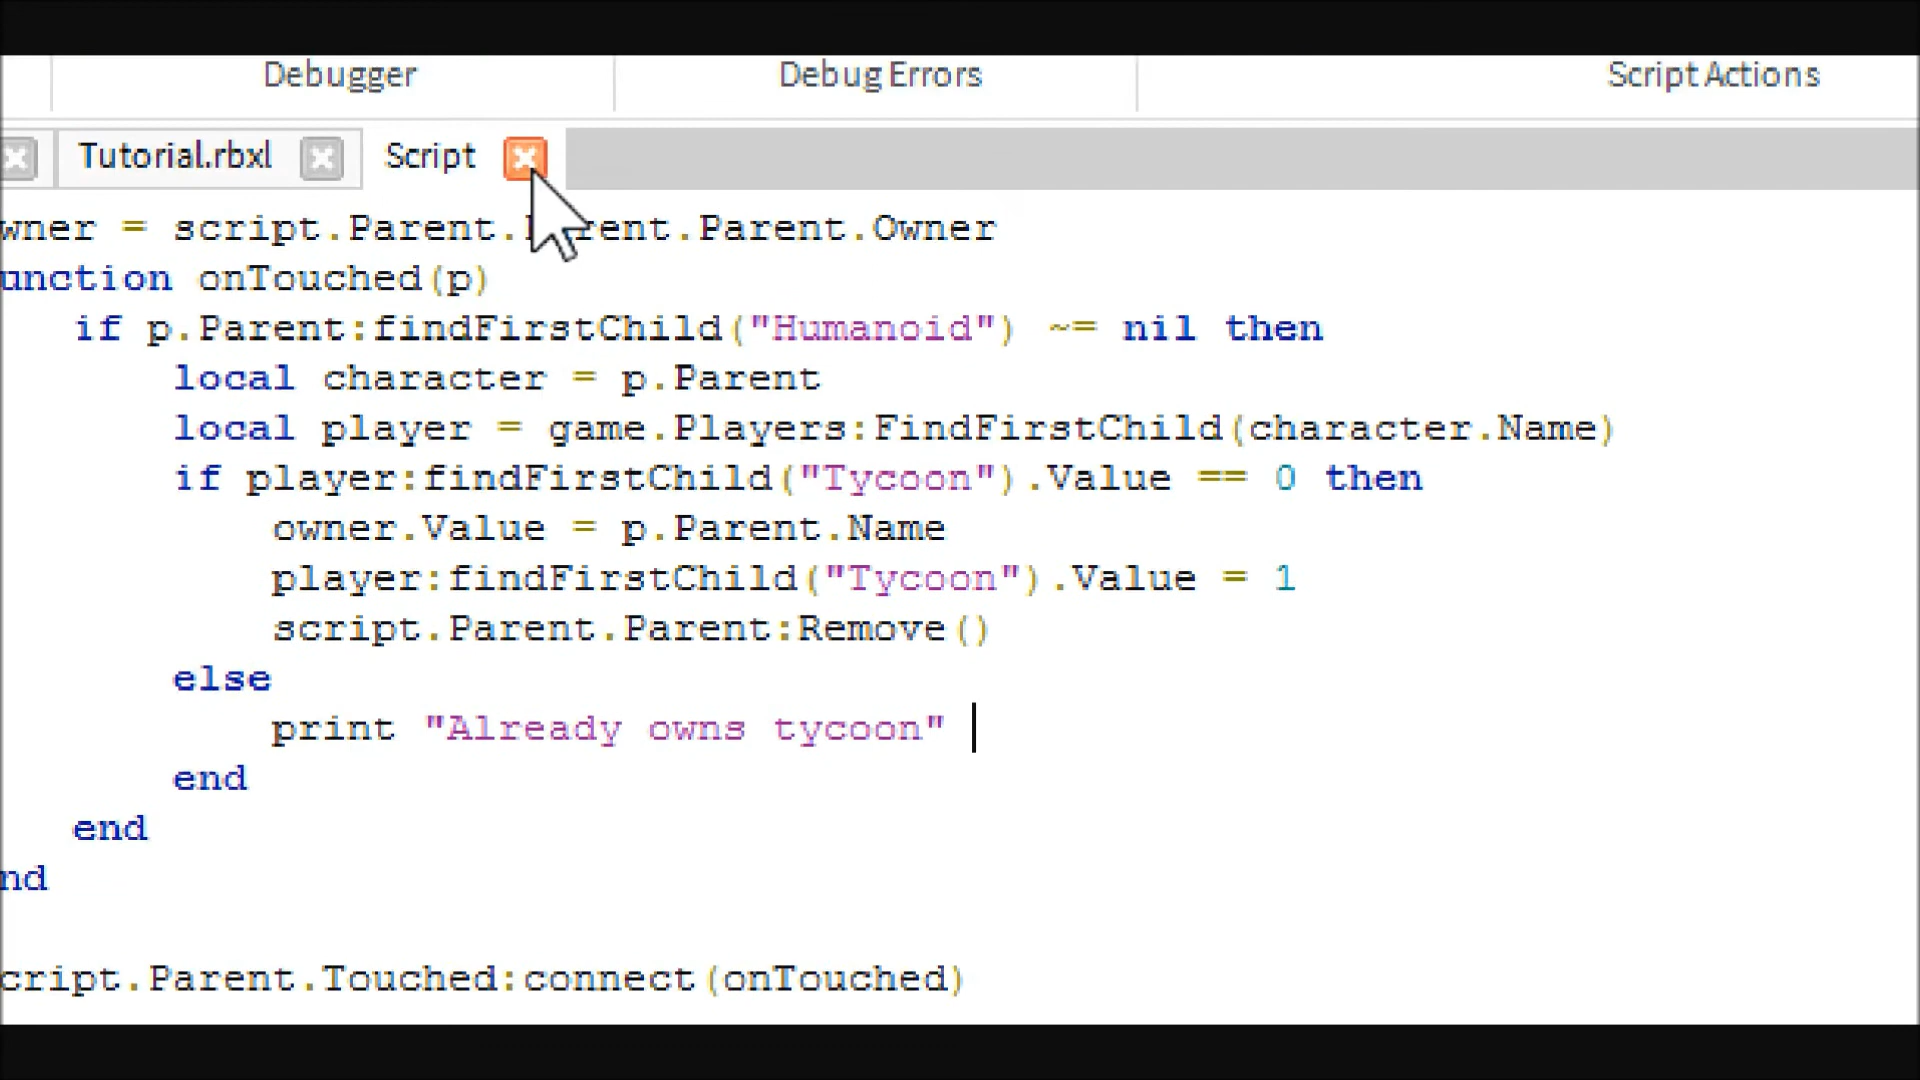 Debugger Debug Errors Script Actions
Tutorial.rbxl Script
wner = script.Parent.Parent.Parent.Owner
unction onTouched(p)
if p.Parent:findFirstChild("Humanoid") ~= nil then
local character = p.Parent
local player = game.Players:FindFirstChild(character.Name)
if player:findFirstChild("Tycoon").Value == 0 then
owner.Value = p.Parent.Name
player:findFirstChild("Tycoon").Value = 1
script.Parent.Parent:Remove()
else
print "Already owns tycoon"
end
end
nd
cript.Parent.Touched:connect(onTouched)